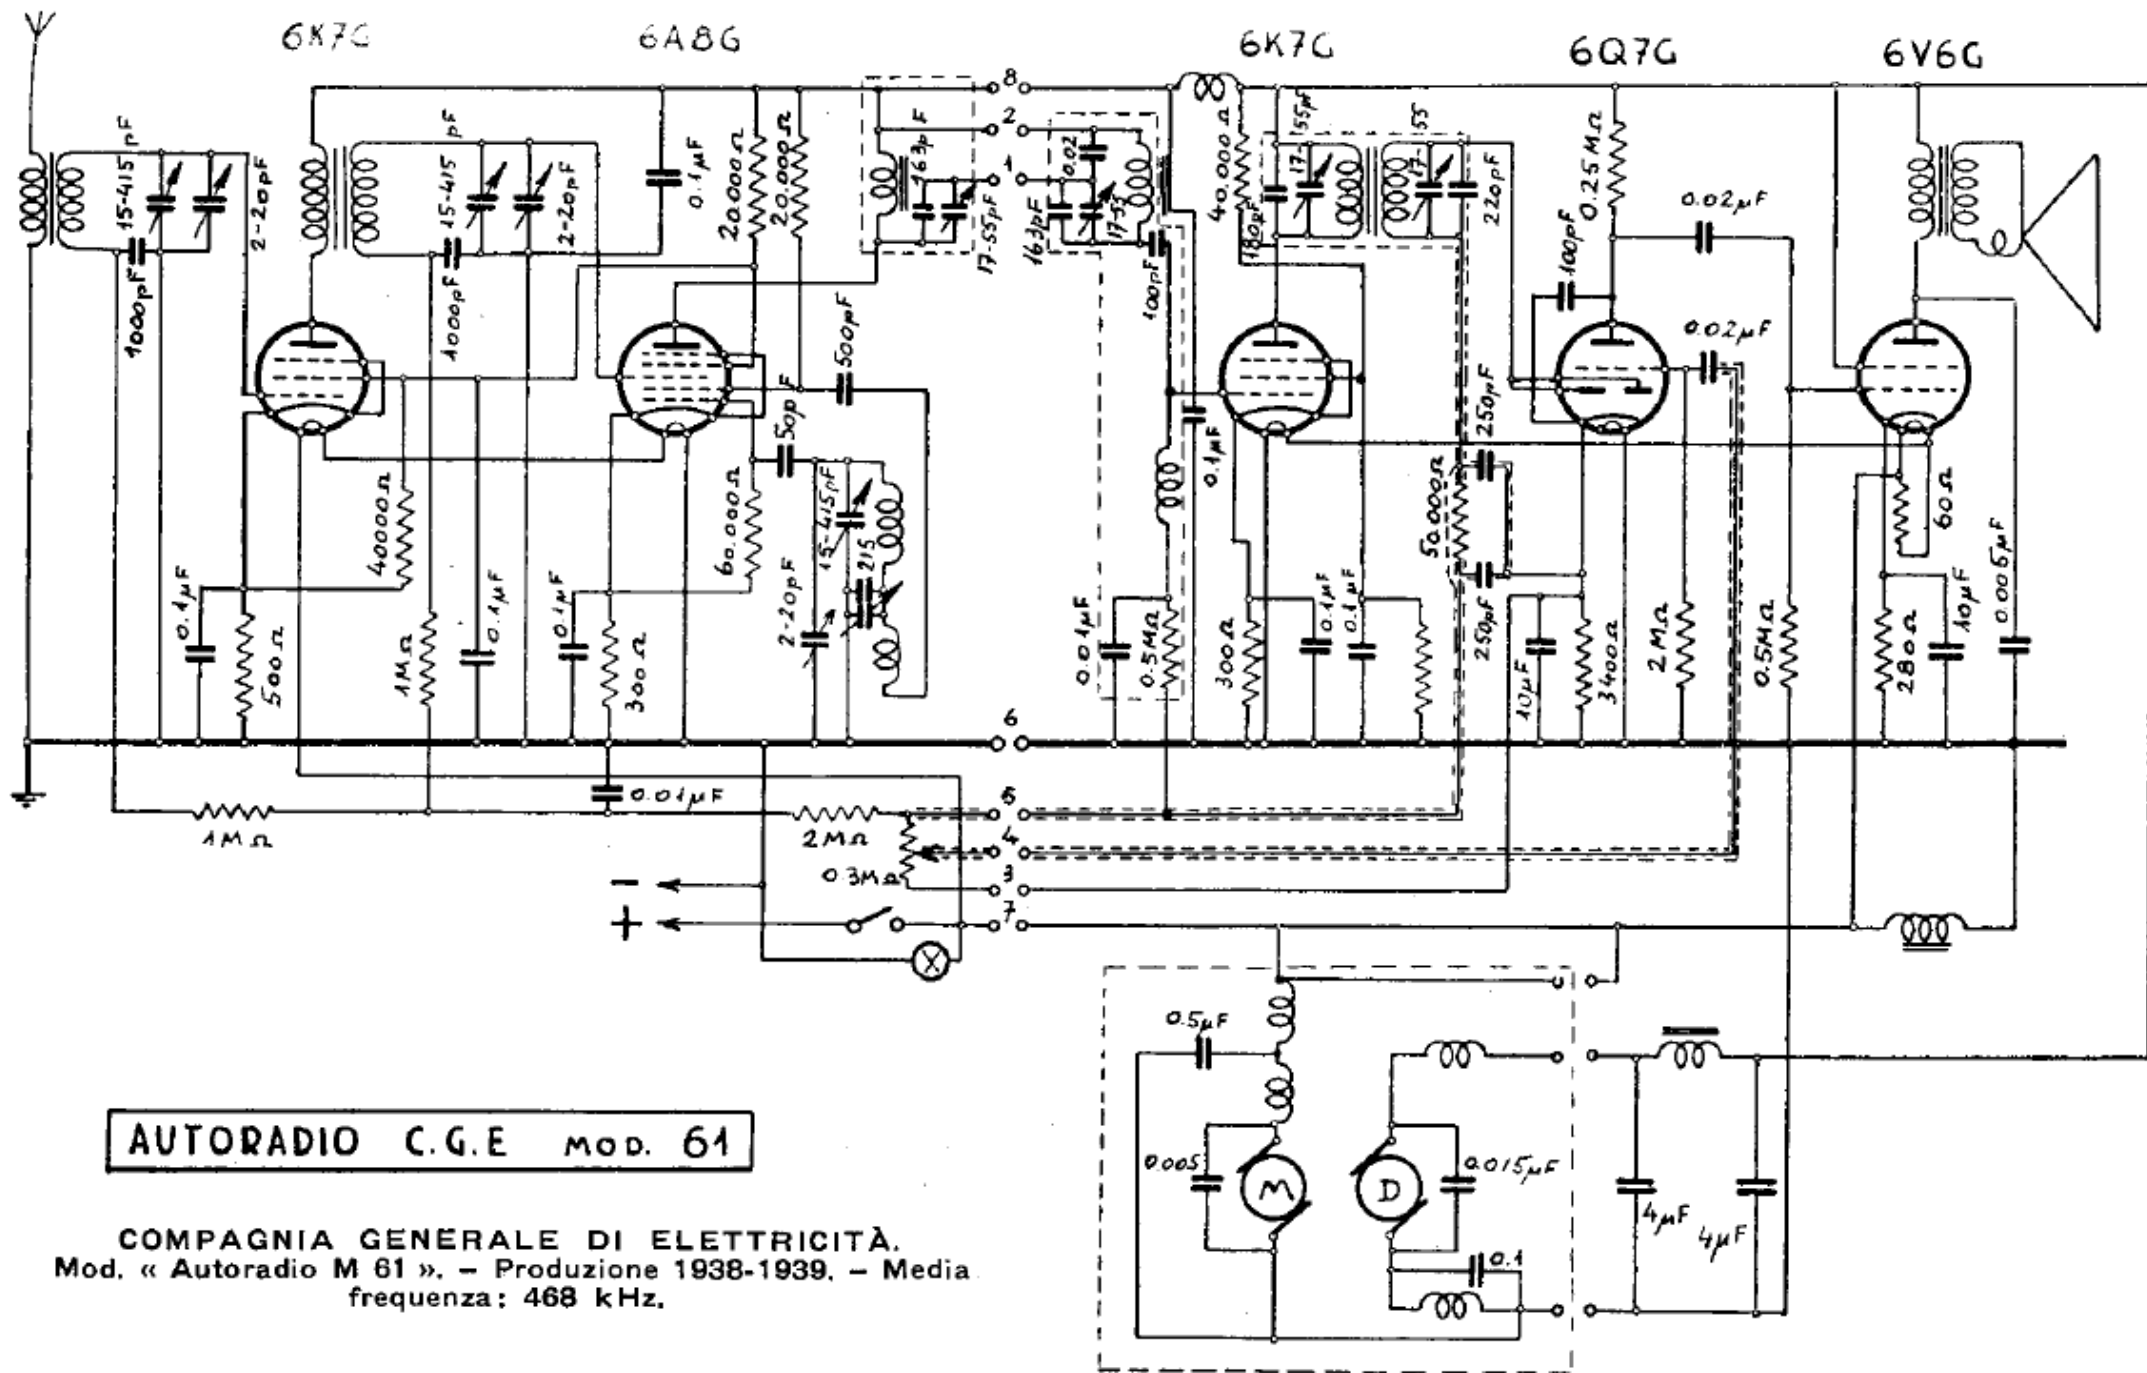 6K7G
6A8G
6K7G
6Q7G
6V6G
15-415 pF
2-20pF
1000pF
15-415 pF
2-20pF
1000pF
0.1µF
20.000Ω
20.000Ω
163pF
17-55pF
8
2
1
0.02
163pF
17-55
100pF
40.000Ω
180pF
17-55pF
17-55
220pF
0.25MΩ
100pF
0.02µF
0.02µF
500pF
50pF
40000Ω
0.1µF
500Ω
1MΩ
0.1µF
0.1µF
300Ω
60.000Ω
2-20pF
15-415pF
215
0.1µF
0.01µF
0.5MΩ
300Ω
0.1µF
0.1µF
50.000Ω
250pF
250pF
10µF
3400Ω
2MΩ
0.5MΩ
60Ω
280Ω
10µF
0.005µF
6
0.01µF
1MΩ
2MΩ
0.3MΩ
5
4
3
7
-
+
0.5µF
0.005
M
D
0.015µF
0.1
4µF
4µF
AUTORADIO C.G.E MOD. 61
COMPAGNIA GENERALE DI ELETTRICITÀ.
Mod. « Autoradio M 61 ». – Produzione 1938-1939. – Media
frequenza: 468 kHz.